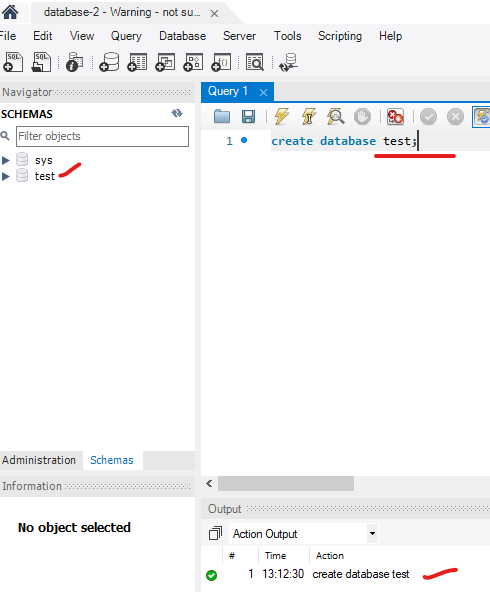 database-2 - Warning - not su...
File Edit View Query Database Server Tools Scripting Help
SQL
Navigator
SCHEMAS
Filter objects
sys
test
Administration Schemas
Information
No object selected
Query 1
1 create database test;
Output
Action Output
# Time Action
1 13:12:30 create database test